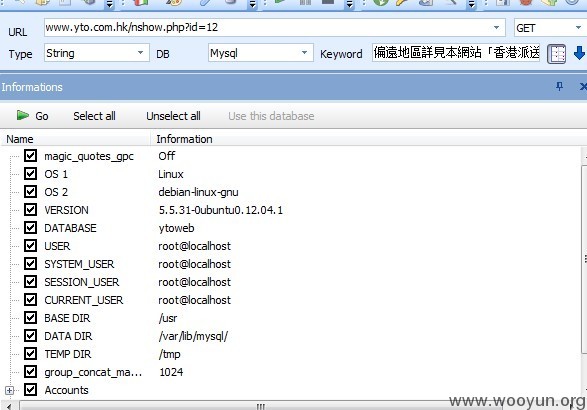 URL www.yto.com.hk/nshow.php?id=12 GET
Type String DB Mysql Keyword 偏遠地區詳見本網站「香港派送
Informations
Go Select all Unselect all Use this database
Name Information
magic_quotes_gpc Off
OS 1 Linux
OS 2 debian-linux-gnu
VERSION 5.5.31-0ubuntu0.12.04.1
DATABASE ytoweb
USER root@localhost
SYSTEM_USER root@localhost
SESSION_USER root@localhost
CURRENT_USER root@localhost
BASE DIR /usr
DATA DIR /var/lib/mysql/
TEMP DIR /tmp
group_concat_ma... 1024
Accounts
www.wooyun.org